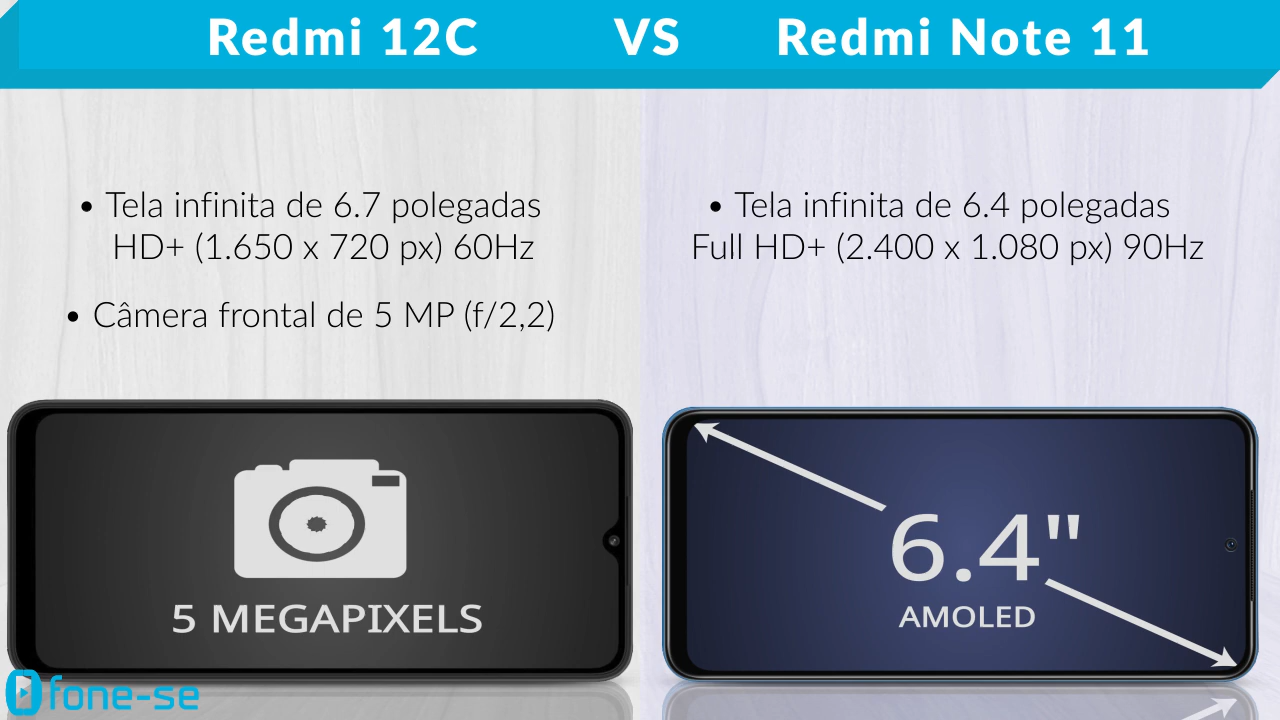 Redmi 12C VS Redmi Note 11
• Tela infinita de 6.7 polegadas
HD+ (1.650 x 720 px) 60Hz
• Câmera frontal de 5 MP (f/2,2)
5 MEGAPIXELS
• Tela infinita de 6.4 polegadas
Full HD+ (2.400 x 1.080 px) 90Hz
6.4"
AMOLED
fone-se